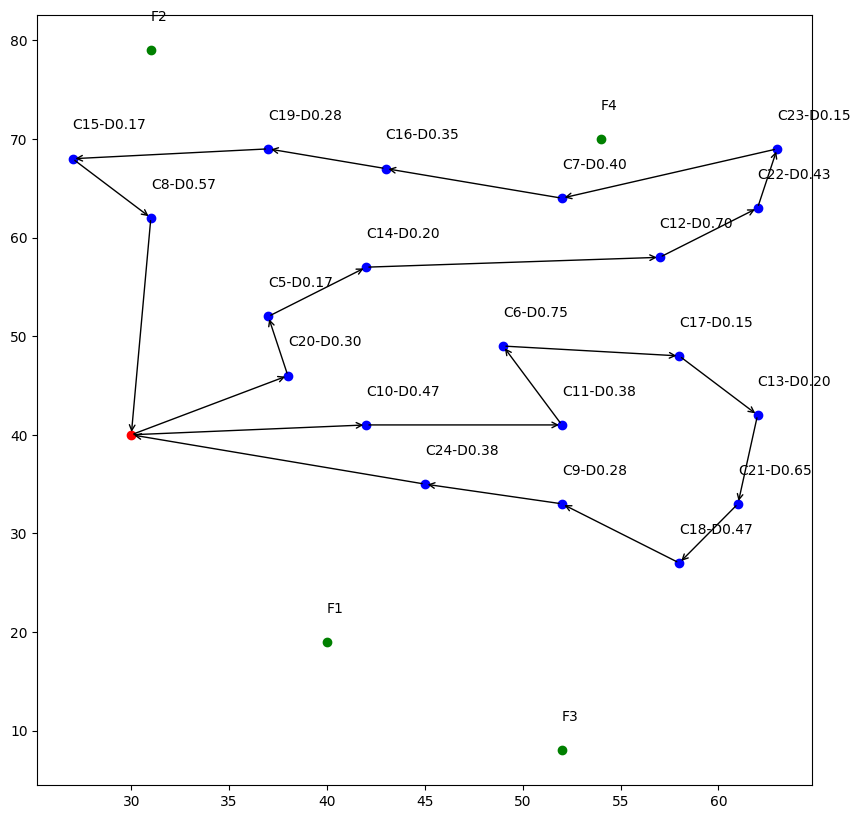 F2
80
C15-D0.17
C19-D0.28
C16-D0.35
F4
C23-D0.15
70
C7-D0.40
C8-D0.57
C22-D0.43
60
C14-D0.20
C12-D0.70
C5-D0.17
C6-D0.75
C17-D0.15
50
C20-D0.30
C10-D0.47
C11-D0.38
C13-D0.20
40
C24-D0.38
C9-D0.28
C21-D0.65
30
C18-D0.47
F1
20
F3
10
30 35 40 45 50 55 60